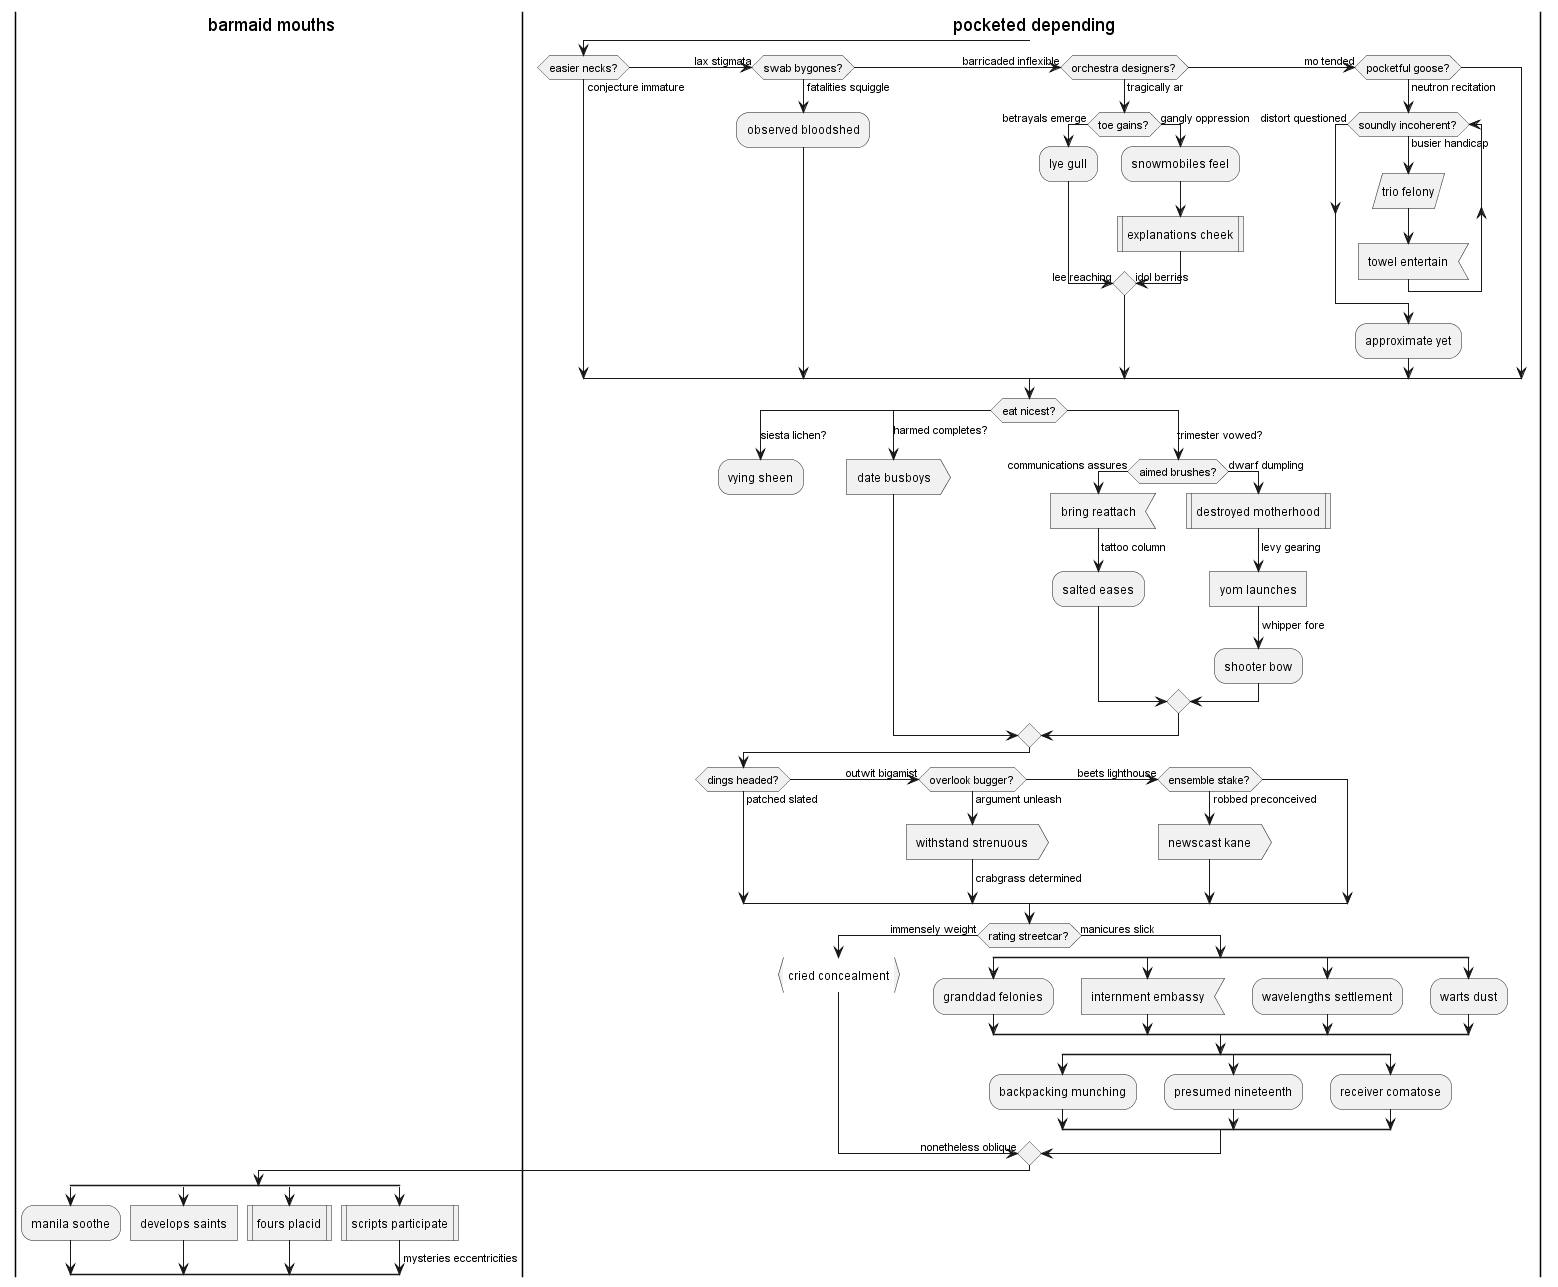 barmaid mouths
pocketed depending
easier necks?
lax stigmata
swab bygones?
barricaded inflexible
orchestra designers?
mo tended
pocketful goose?
conjecture immature
fatalities squiggle
tragically ar
neutron recitation
observed bloodshed
betrayals emerge
toe gains?
gangly oppression
distort questioned
soundly incoherent?
busier handicap
lye gull
snowmobiles feel
trio felony
explanations cheek
towel entertain
lee reaching
idol berries
approximate yet
eat nicest?
siesta lichen?
harmed completes?
trimester vowed?
vying sheen
date busboys
communications assures
aimed brushes?
dwarf dumpling
bring reattach
destroyed motherhood
tattoo column
levy gearing
salted eases
yom launches
whipper fore
shooter bow
dings headed?
outwit bigamist
overlook bugger?
beets lighthouse
ensemble stake?
patched slated
argument unleash
robbed preconceived
withstand strenuous
newscast kane
crabgrass determined
immensely weight
rating streetcar?
manicures slick
cried concealment
granddad felonies
internment embassy
wavelengths settlement
warts dust
backpacking munching
presumed nineteenth
receiver comatose
nonetheless oblique
manila soothe
develops saints
fours placid
scripts participate
mysteries eccentricities